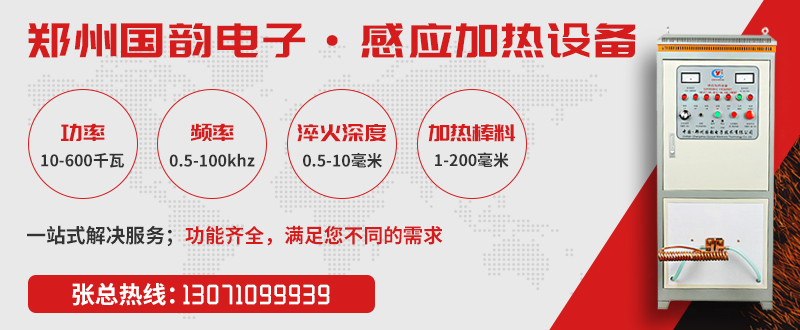 郑州国韵电子·感应加热设备
功率
10-600千瓦
频率
0.5-100khz
淬火深度
0.5-10毫米
加热棒料
1-200毫米
一站式解决服务；功能齐全，满足您不同的需求
张总热线：13071099939